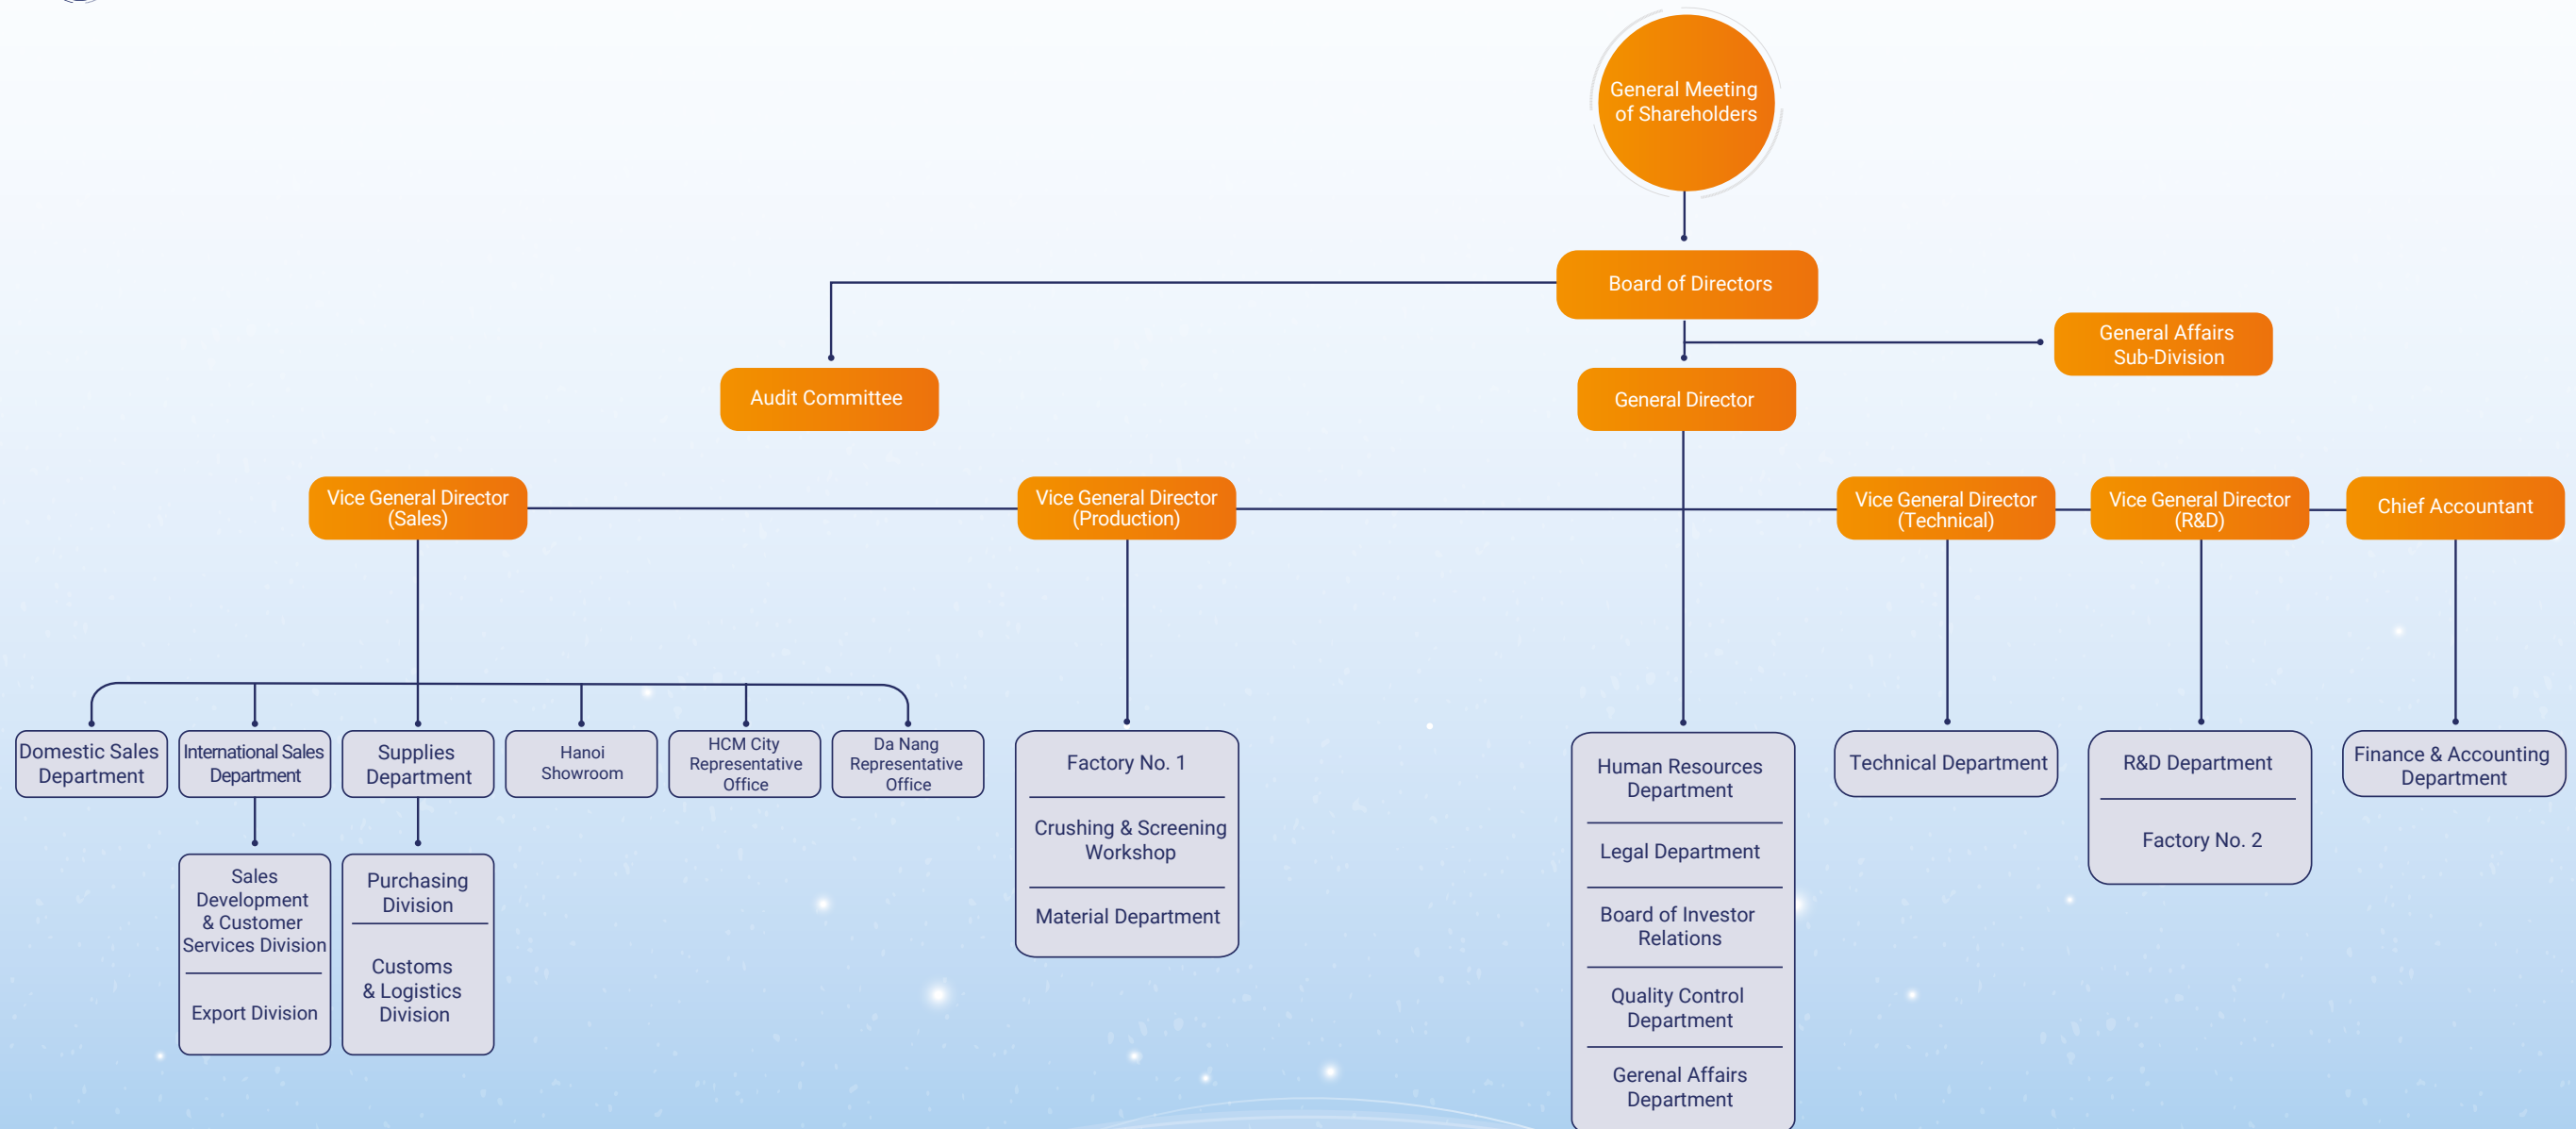 General Meeting
of Shareholders
Board of Directors
General Affairs
Sub-Division
Audit Committee
General Director
Vice General Director
(Sales)
Vice General Director
(Production)
Vice General Director
(Technical)
Vice General Director
(R&D)
Chief Accountant
Domestic Sales
Department
International Sales
Department
Supplies
Department
Hanoi
Showroom
HCM City
Representative
Office
Da Nang
Representative
Office
Factory No. 1
Crushing & Screening
Workshop
Material Department
Human Resources
Department
Legal Department
Board of Investor
Relations
Quality Control
Department
Gerenal Affairs
Department
Technical Department
R&D Department
Factory No. 2
Finance & Accounting
Department
Sales
Development
& Customer
Services Division
Export Division
Purchasing
Division
Customs
& Logistics
Division